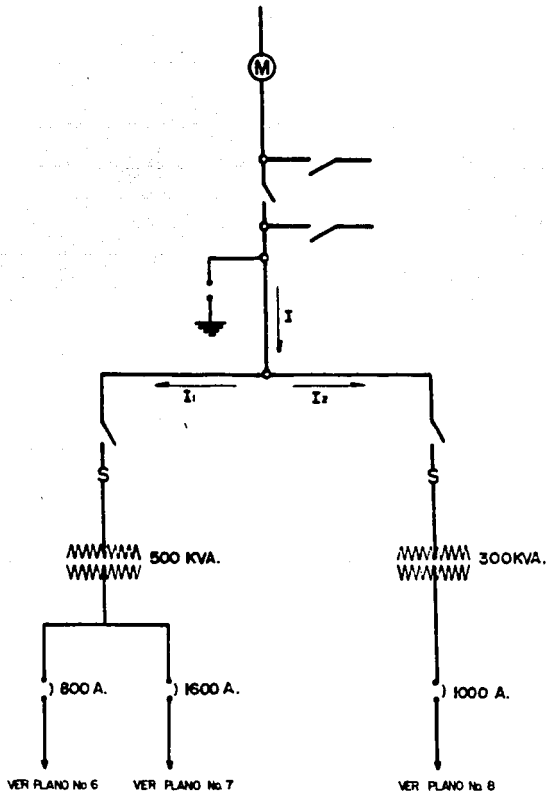 M
I
I1
I2
S
S
500 KVA.
300KVA.
800 A.
1600 A.
1000 A.
VER PLANO No 6
VER PLANO No. 7
VER PLANO No. 8